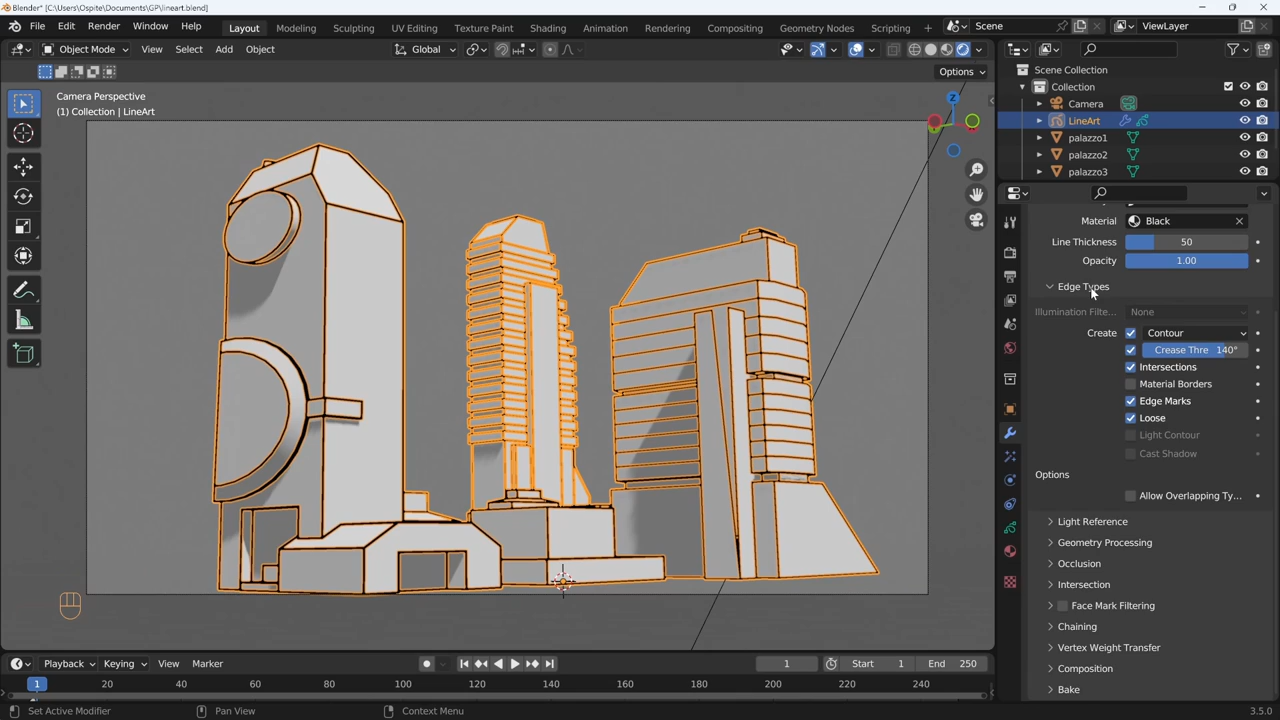 Blender* [C:\Users\Ospite\Documents\GP\lineart.blend]
File Edit Render Window Help Layout Modeling Sculpting UV Editing Texture Paint Shading Animation Rendering Compositing Geometry Nodes Scripting Scene ViewLayer
Object Mode View Select Add Object Global
Options
Camera Perspective
(1) Collection | LineArt
Z
Scene Collection
Collection
Camera
LineArt
palazzo1
palazzo2
palazzo3
Material Black
Line Thickness 50
Opacity 1.00
Edge Types
Illumination Filte... None
Create Contour
Crease Thre 140°
Intersections
Material Borders
Edge Marks
Loose
Light Contour
Cast Shadow
Options
Allow Overlapping Ty...
Light Reference
Geometry Processing
Occlusion
Intersection
Face Mark Filtering
Chaining
Vertex Weight Transfer
Composition
Bake
Playback Keying View Marker 1 Start 1 End 250
1 20 40 60 80 100 120 140 160 180 200 220 240
Set Active Modifier Pan View Context Menu 3.5.0